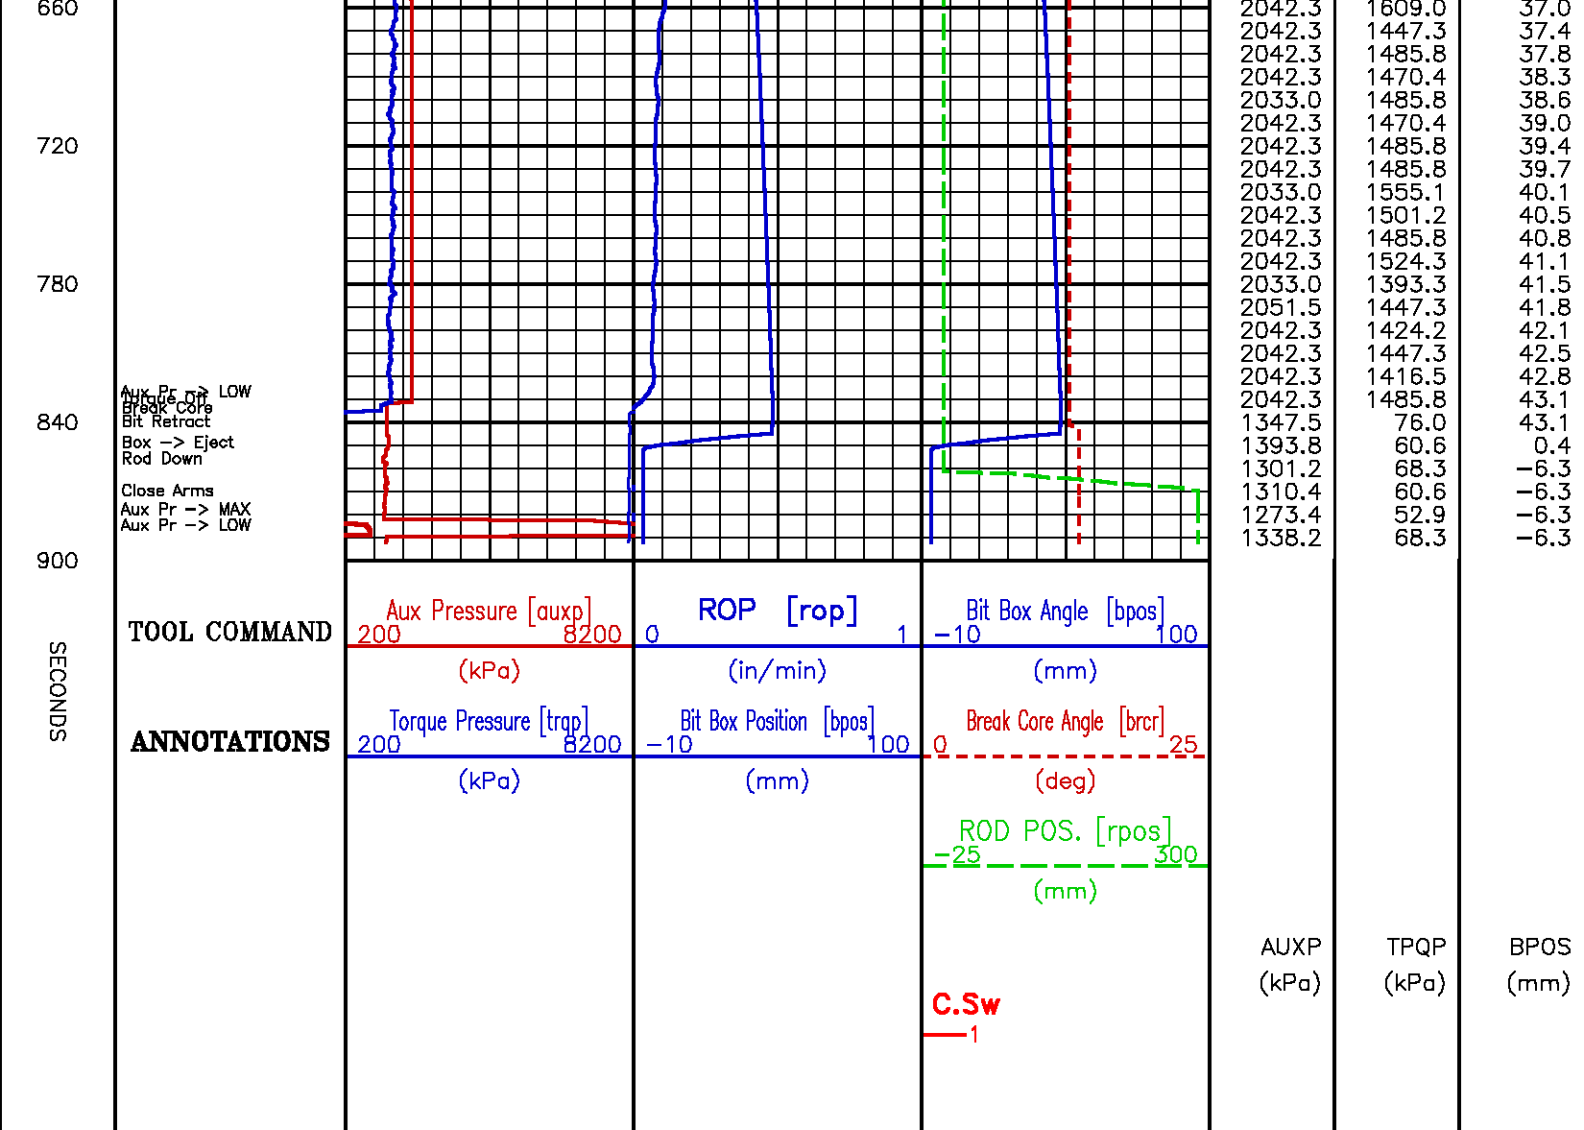 660 2042.3 1609.0 37.0
2042.3 1447.3 37.4
2042.3 1485.8 37.8
2042.3 1470.4 38.3
2033.0 1485.8 38.6
2042.3 1470.4 39.0
720 2042.3 1485.8 39.4
2042.3 1485.8 39.7
2033.0 1555.1 40.1
2042.3 1501.2 40.5
2042.3 1485.8 40.8
2042.3 1524.3 41.1
780 2033.0 1393.3 41.5
2051.5 1447.3 41.8
2042.3 1424.2 42.1
2042.3 1447.3 42.5
2042.3 1416.5 42.8
Aux Pr -> LOW
Torque Off
2042.3 1485.8 43.1
Break Core
840 Bit Retract 1347.5 76.0 43.1
Box -> Eject 1393.8 60.6 0.4
Rod Down 1301.2 68.3 -6.3
Close Arms 1310.4 60.6 -6.3
Aux Pr -> MAX 1273.4 52.9 -6.3
Aux Pr -> LOW 1338.2 68.3 -6.3
900
SECONDS
TOOL COMMAND
ANNOTATIONS
Aux Pressure [auxp]
200 8200
(kPa)
Torque Pressure [trqp]
200 8200
(kPa)
ROP [rop]
0 1
(in/min)
Bit Box Position [bpos]
-10 100
(mm)
Bit Box Angle [bpos]
-10 100
(mm)
Break Core Angle [brcr]
0 25
(deg)
ROD POS. [rpos]
-25 300
(mm)
C.Sw
1
AUXP TPQP BPOS
(kPa) (kPa) (mm)